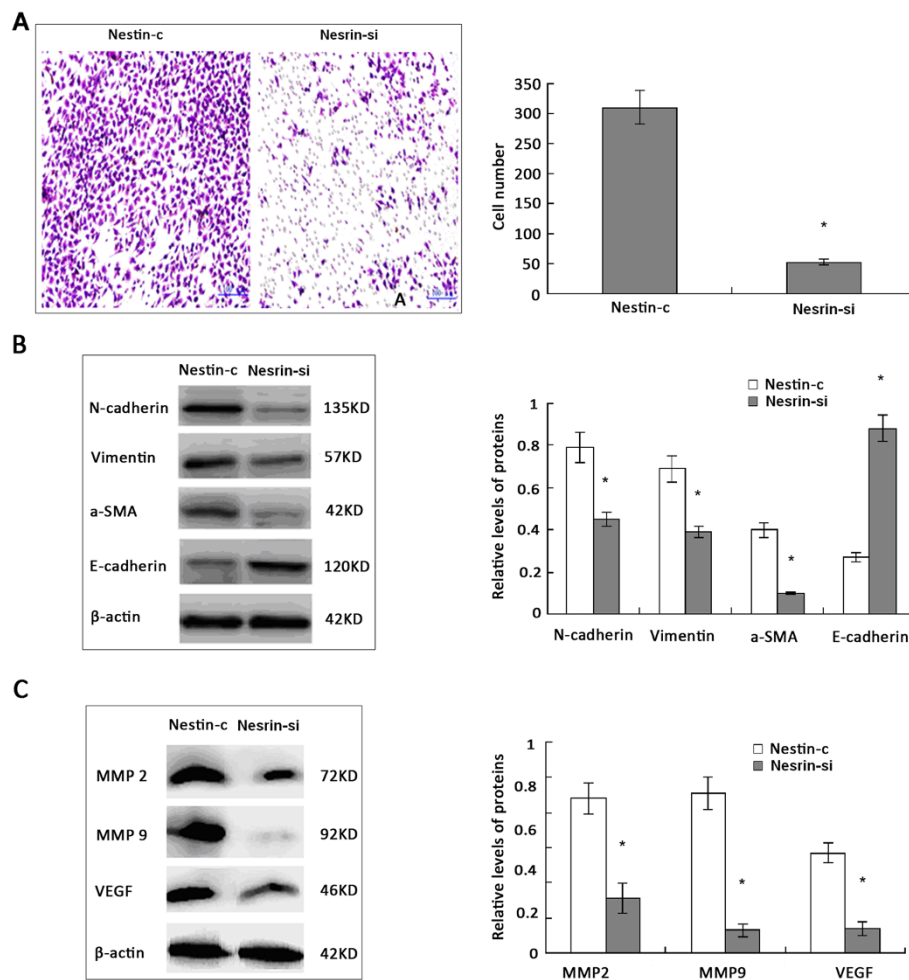 A
Nestin-c Nesrin-si
A
350
300
250
200
150
100
50
0
Cell number
*
Nestin-c Nesrin-si
B
Nestin-c Nesrin-si
N-cadherin 135KD
Vimentin 57KD
a-SMA 42KD
E-cadherin 120KD
β-actin 42KD
Nestin-c
Nesrin-si
1
0.8
0.6
0.4
0.2
0
Relative levels of proteins
* * * *
N-cadherin Vimentin a-SMA E-cadherin
C
Nestin-c Nesrin-si
MMP 2 72KD
MMP 9 92KD
VEGF 46KD
β-actin 42KD
Nestin-c
Nesrin-si
1
0.8
0.6
0.4
0.2
0
Relative levels of proteins
* * *
MMP2 MMP9 VEGF